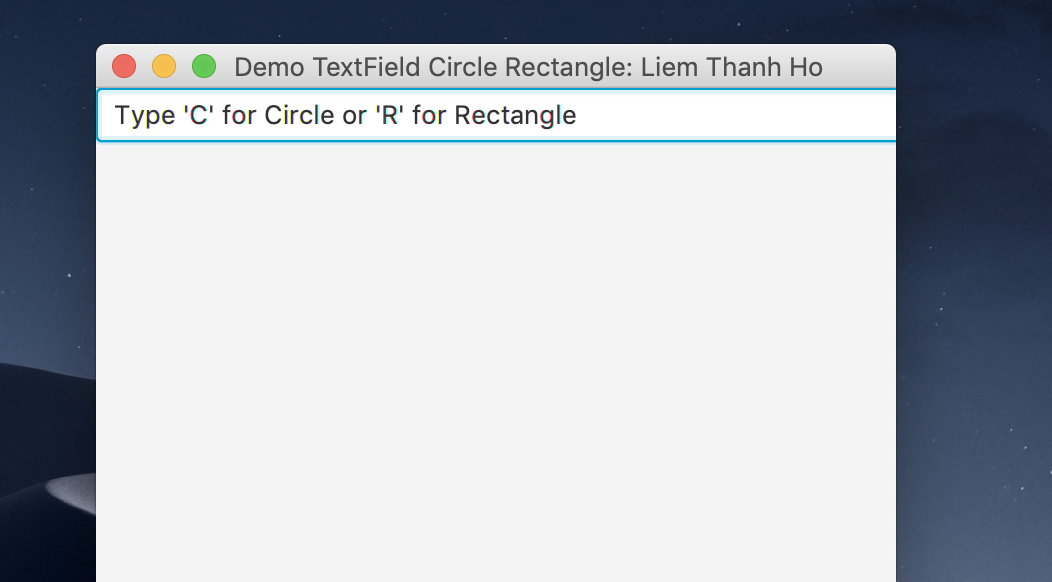 Demo TextField Circle Rectangle: Liem Thanh Ho
Type 'C' for Circle or 'R' for Rectangle